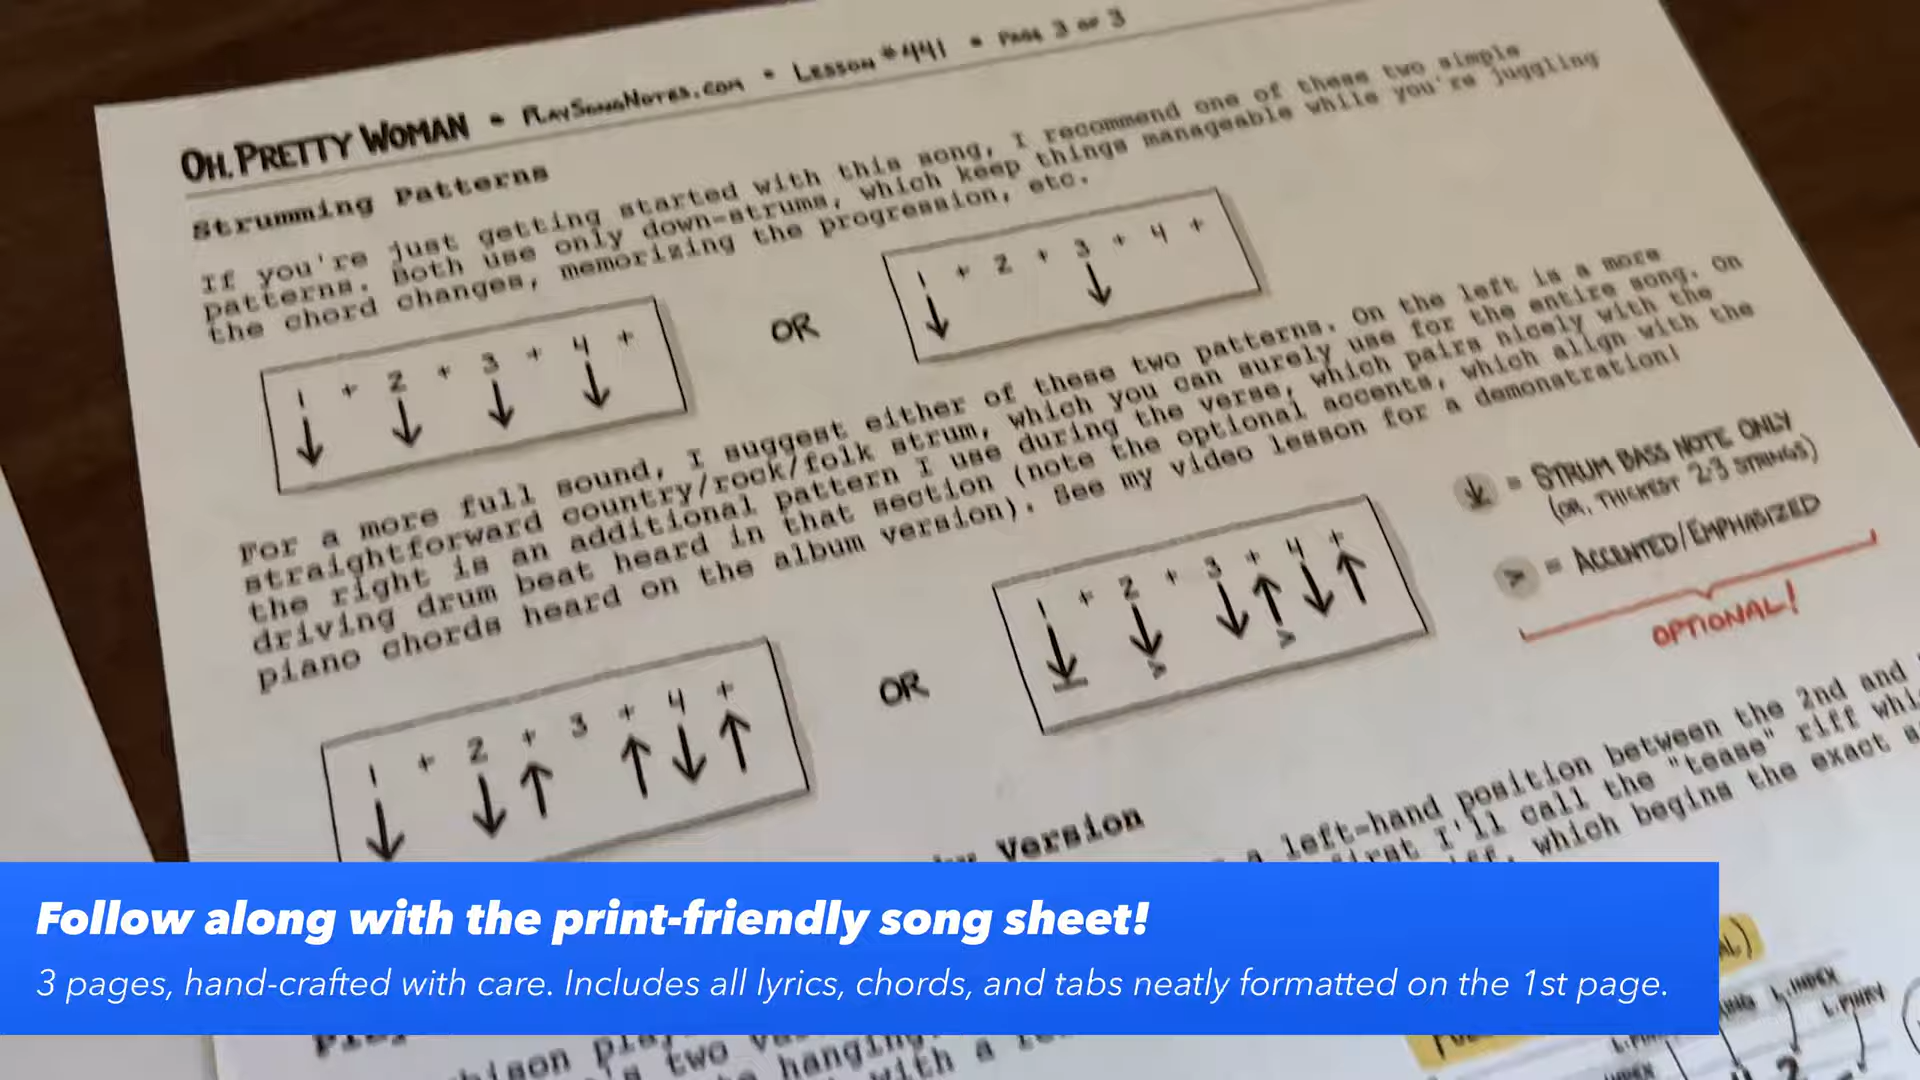 OH, PRETTY WOMAN • PLAYSONGNOTES.COM • LESSON #441 • PAGE 3 OF 3
Strumming Patterns
If you're just getting started with this song, I recommend one of these two simple
patterns. Both use only down-strums, which keep things manageable while you're juggling
the chord changes, memorizing the progression, etc.
1 + 2 + 3 + 4 +
OR
1 + 2 + 3 + 4 +
For a more full sound, I suggest either of these two patterns. On the left is a more
straightforward country/rock/folk strum, which you can surely use for the entire song. On
the right is an additional pattern I use during the verse, which pairs nicely with the
driving drum beat heard in that section (note the optional accents, which align with the
piano chords heard on the album version). See my video lesson for a demonstration!
1 + 2 + 3 + 4 +
OR
1 + 2 + 3 + 4 +
> >
= STRUM BASS NOTE ONLY
(OR, THICKEST 2-3 STRINGS)
> = ACCENTED/EMPHASIZED
OPTIONAL!
Version
a left-hand position between the 2nd and
first I'll call the "tease" riff
which begins the exact
Follow along with the print-friendly song sheet!
3 pages, hand-crafted with care. Includes all lyrics, chords, and tabs neatly formatted on the 1st page.
two
hanging
with a
L.INDEX
L.PINKY
INDEX
2